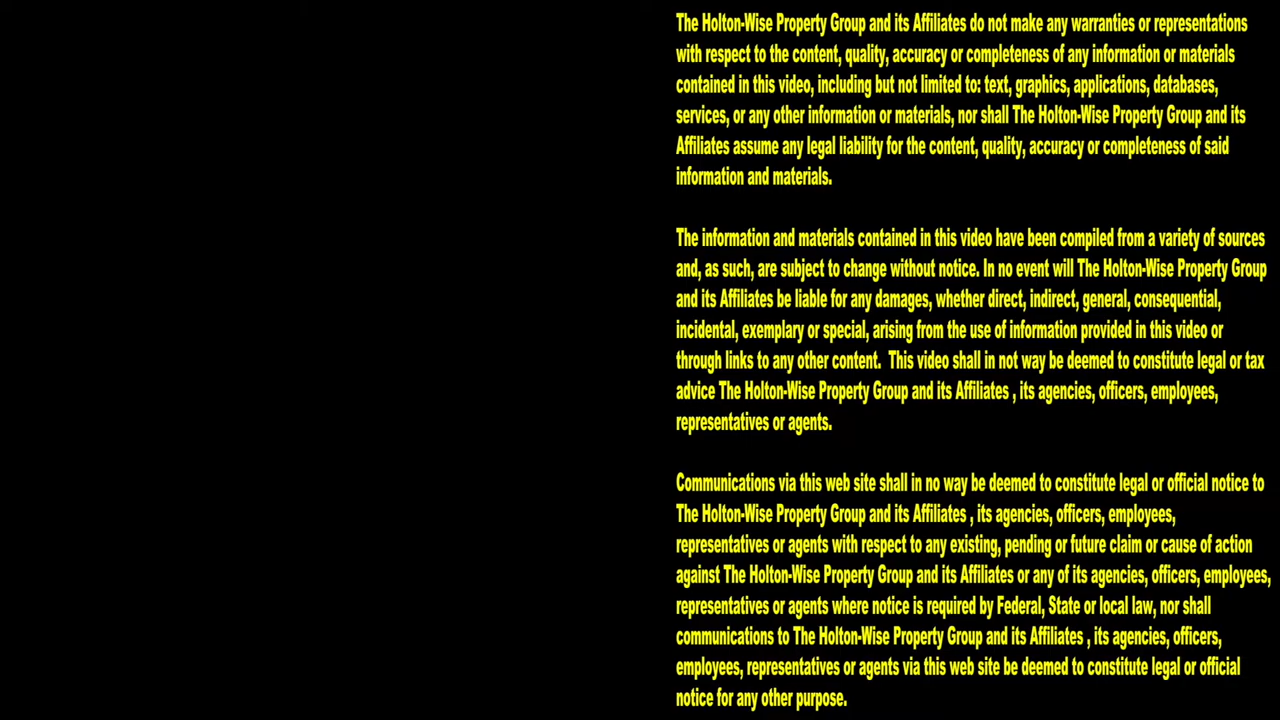 The Holton-Wise Property Group and its Affiliates do not make any warranties or representations
with respect to the content, quality, accuracy or completeness of any information or materials
contained in this video, including but not limited to: text, graphics, applications, databases,
services, or any other information or materials, nor shall The Holton-Wise Property Group and its
Affiliates assume any legal liability for the content, quality, accuracy or completeness of said
information and materials.
The information and materials contained in this video have been compiled from a variety of sources
and, as such, are subject to change without notice. In no event will The Holton-Wise Property Group
and its Affiliates be liable for any damages, whether direct, indirect, general, consequential,
incidental, exemplary or special, arising from the use of information provided in this video or
through links to any other content. This video shall in not way be deemed to constitute legal or tax
advice The Holton-Wise Property Group and its Affiliates , its agencies, officers, employees,
representatives or agents.
Communications via this web site shall in no way be deemed to constitute legal or official notice to
The Holton-Wise Property Group and its Affiliates , its agencies, officers, employees,
representatives or agents with respect to any existing, pending or future claim or cause of action
against The Holton-Wise Property Group and its Affiliates or any of its agencies, officers, employees,
representatives or agents where notice is required by Federal, State or local law, nor shall
communications to The Holton-Wise Property Group and its Affiliates , its agencies, officers,
employees, representatives or agents via this web site be deemed to constitute legal or official
notice for any other purpose.